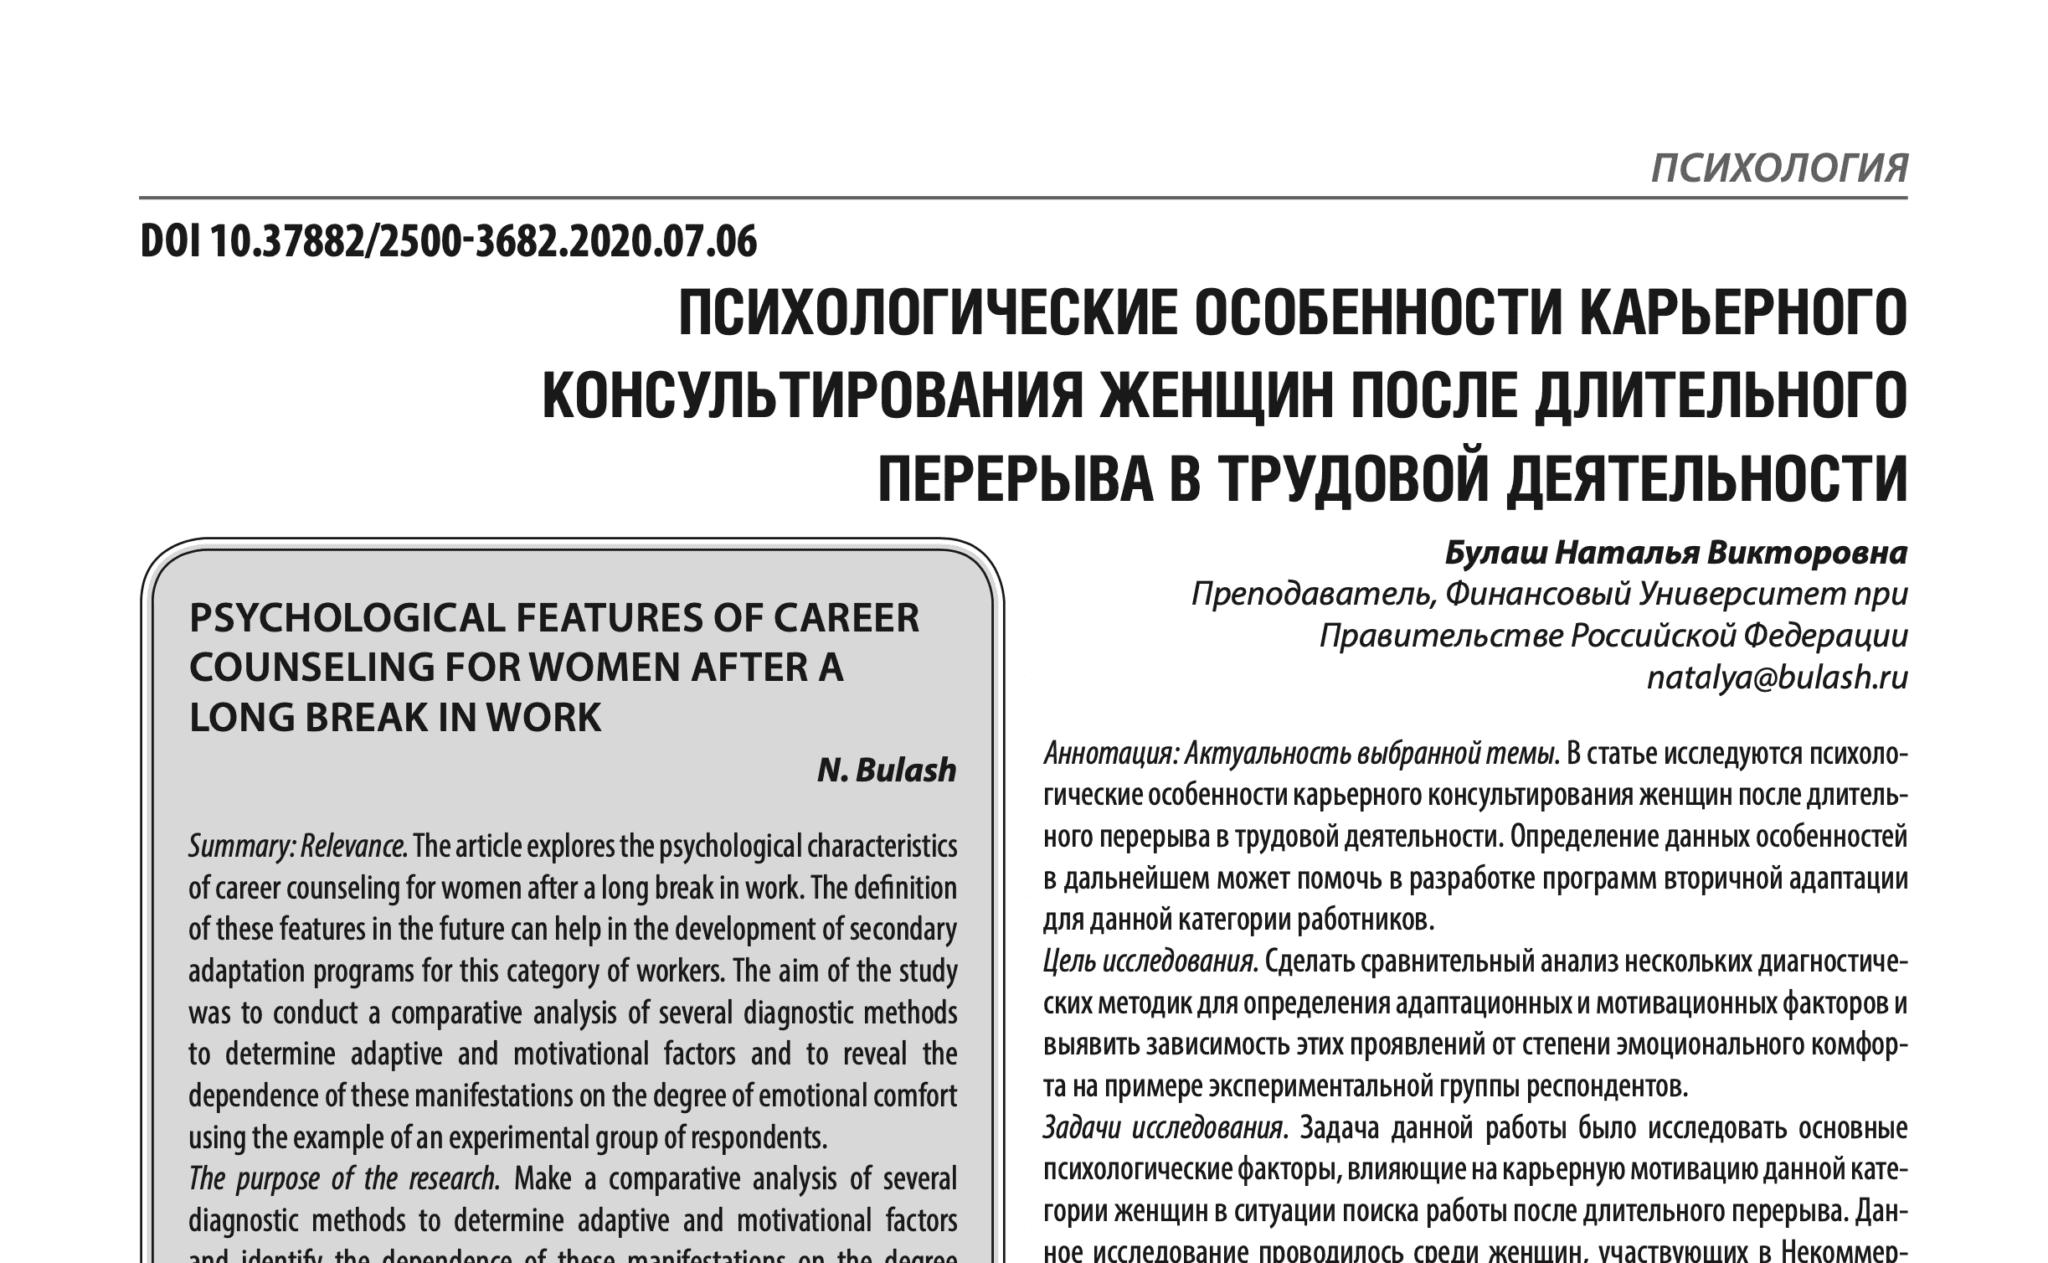 ПСИХОЛОГИЯ
DOI 10.37882/2500-3682.2020.07.06
ПСИХОЛОГИЧЕСКИЕ ОСОБЕННОСТИ КАРЬЕРНОГО
КОНСУЛЬТИРОВАНИЯ ЖЕНЩИН ПОСЛЕ ДЛИТЕЛЬНОГО
ПЕРЕРЫВА В ТРУДОВОЙ ДЕЯТЕЛЬНОСТИ
PSYCHOLOGICAL FEATURES OF CAREER
COUNSELING FOR WOMEN AFTER A
LONG BREAK IN WORK
N. Bulash
Summary: Relevance. The article explores the psychological characteristics
of career counseling for women after a long break in work. The definition
of these features in the future can help in the development of secondary
adaptation programs for this category of workers. The aim of the study
was to conduct a comparative analysis of several diagnostic methods
to determine adaptive and motivational factors and to reveal the
dependence of these manifestations on the degree of emotional comfort
using the example of an experimental group of respondents.
The purpose of the research. Make a comparative analysis of several
diagnostic methods to determine adaptive and motivational factors
and identify the dependence of these manifestations on the degree
Булаш Наталья Викторовна
Преподаватель, Финансовый Университет при
Правительстве Российской Федерации
natalya@bulash.ru
Аннотация: Актуальность выбранной темы. В статье исследуются психоло-
гические особенности карьерного консультирования женщин после длитель-
ного перерыва в трудовой деятельности. Определение данных особенностей
в дальнейшем может помочь в разработке программ вторичной адаптации
для данной категории работников.
Цель исследования. Сделать сравнительный анализ нескольких диагностиче-
ских методик для определения адаптационных и мотивационных факторов и
выявить зависимость этих проявлений от степени эмоционального комфор-
та на примере экспериментальной группы респондентов.
Задачи исследования. Задача данной работы было исследовать основные
психологические факторы, влияющие на карьерную мотивацию данной кате-
гории женщин в ситуации поиска работы после длительного перерыва. Дан-
ное исследование проводилось среди женщин, участвующих в Некоммер-